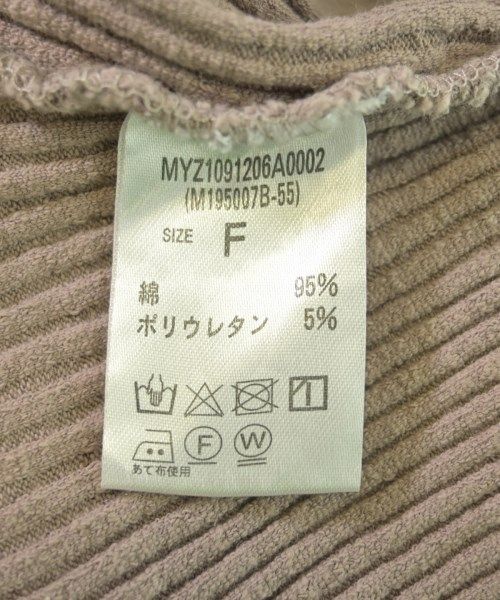 MYZ1091206A0002
(M195007B-55)
SIZE F
綿 95%
ポリウレタン 5%
F W
あて布使用